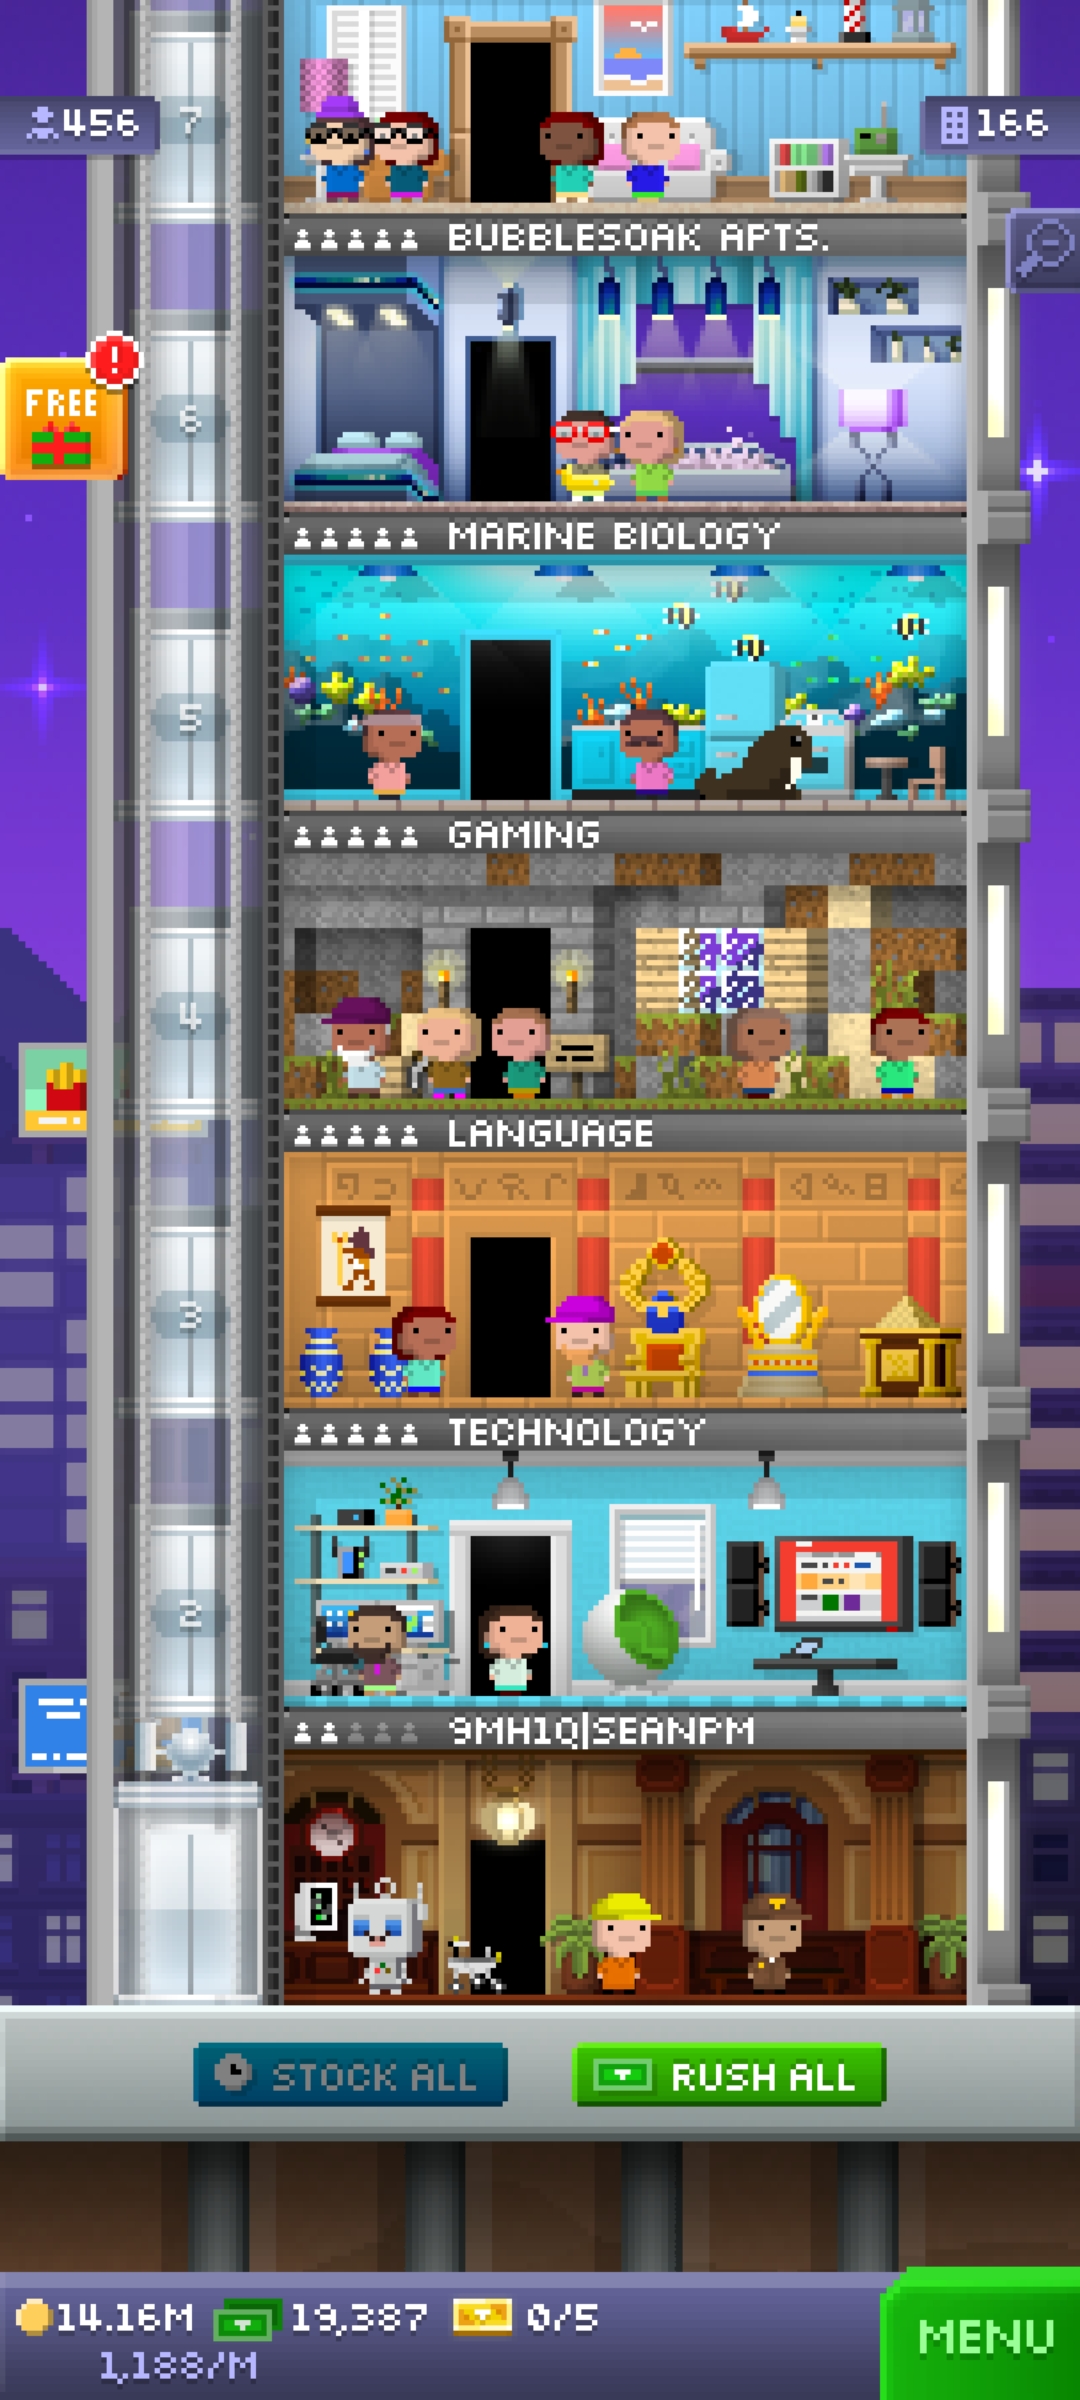 456
7
166
BUBBLESOAK APTS.
FREE
!
6
MARINE BIOLOGY
5
GAMING
4
LANGUAGE
3
TECHNOLOGY
2
9MH1Q|SEANPM
STOCK ALL
RUSH ALL
14.16M
19,387
0/5
1,188/M
MENU